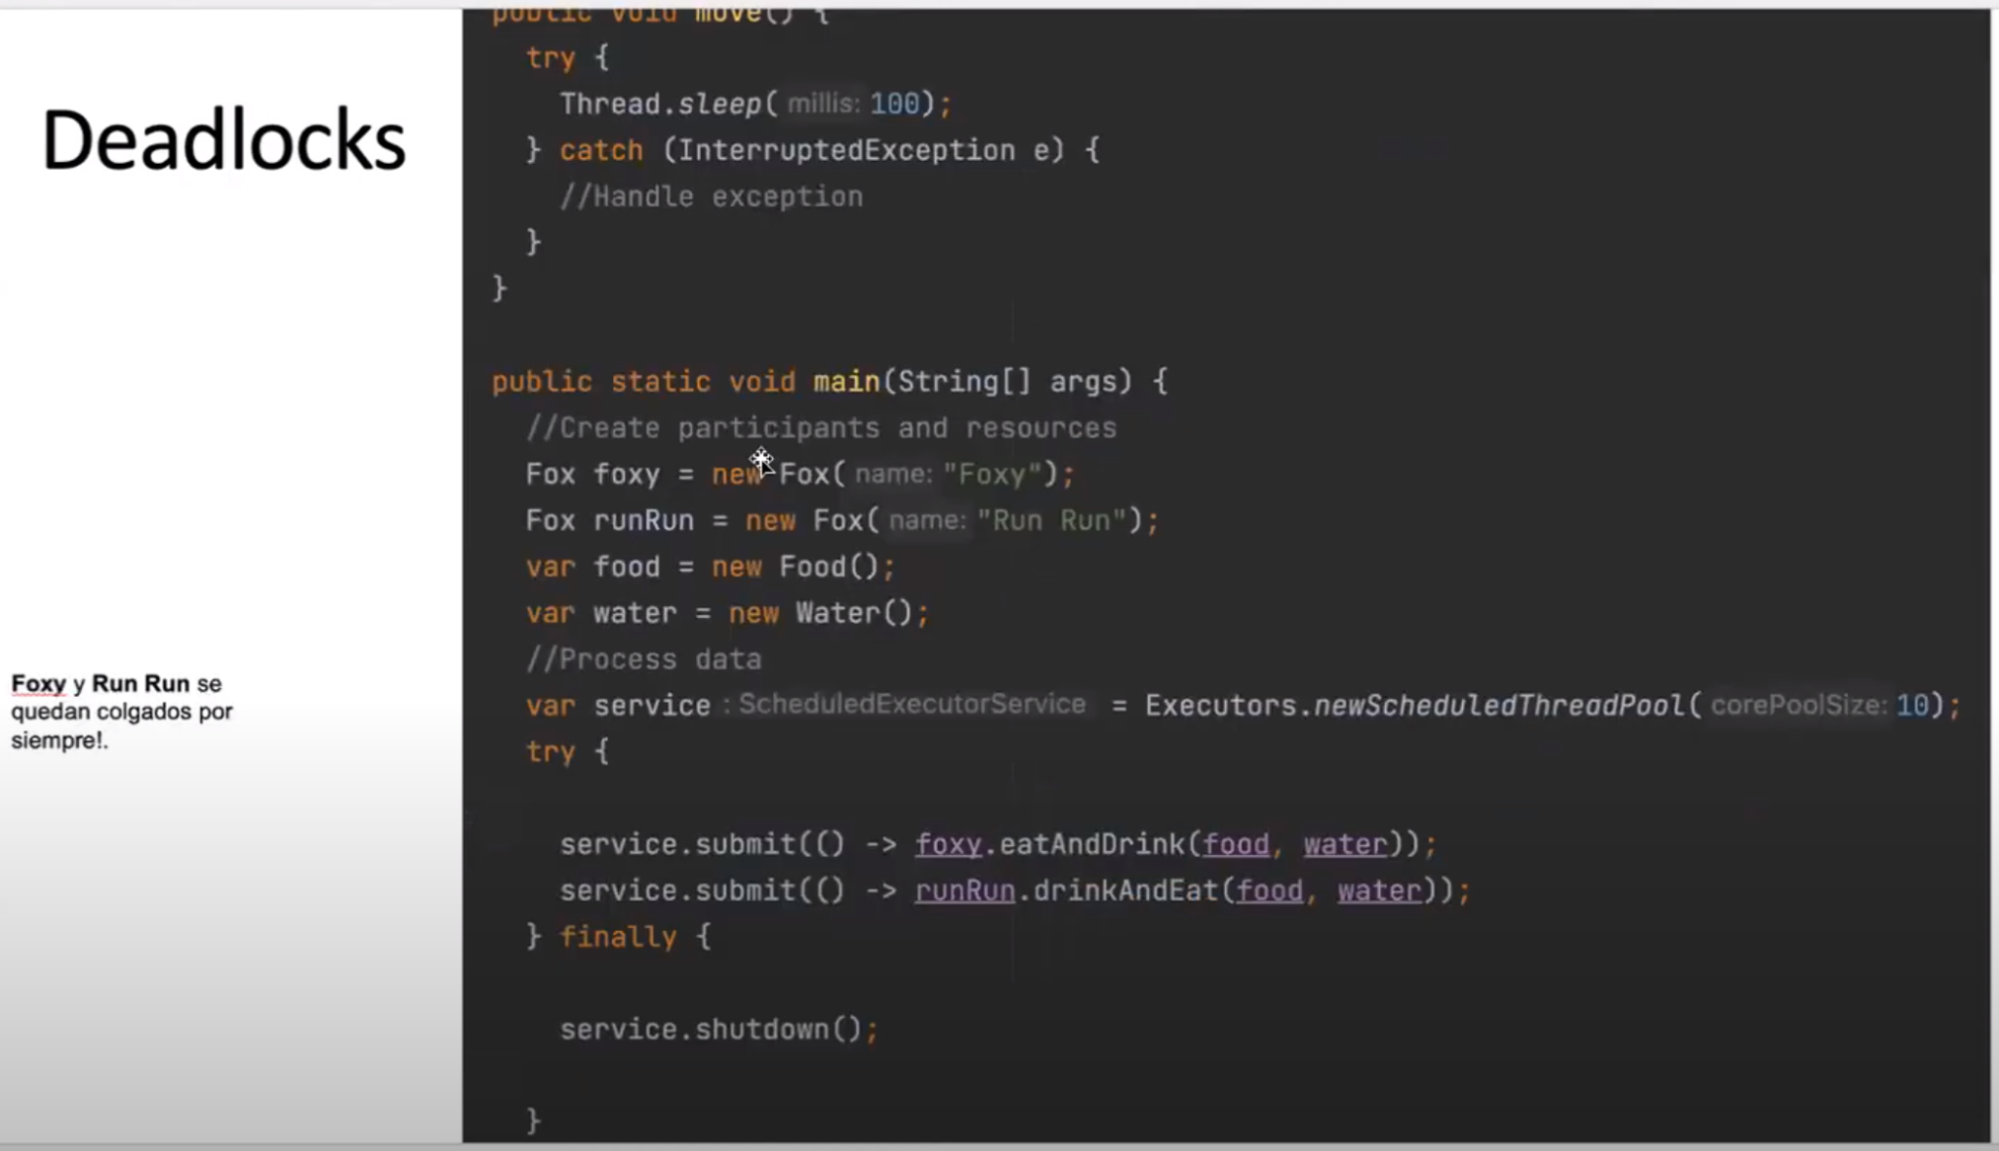 Deadlocks
Foxy y Run Run se
quedan colgados por
siempre!.
public void move() {
try {
Thread.sleep( millis: 100);
} catch (InterruptedException e) {
//Handle exception
}
}
public static void main(String[] args) {
//Create participants and resources
Fox foxy = new Fox( name: "Foxy");
Fox runRun = new Fox( name: "Run Run");
var food = new Food();
var water = new Water();
//Process data
var service : ScheduledExecutorService = Executors.newScheduledThreadPool( corePoolSize: 10);
try {
service.submit(() -> foxy.eatAndDrink(food, water));
service.submit(() -> runRun.drinkAndEat(food, water));
} finally {
service.shutdown();
}